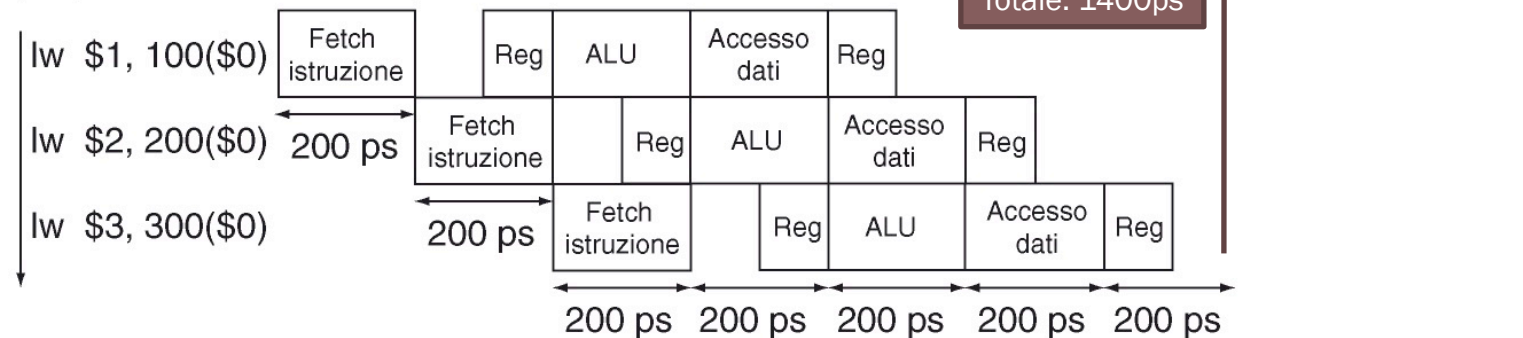 Totale: 1400ps
lw $1, 100($0)
Fetch
istruzione
Reg
ALU
Accesso
dati
Reg
200 ps
lw $2, 200($0)
Fetch
istruzione
Reg
ALU
Accesso
dati
Reg
200 ps
lw $3, 300($0)
Fetch
istruzione
Reg
ALU
Accesso
dati
Reg
200 ps 200 ps 200 ps 200 ps 200 ps